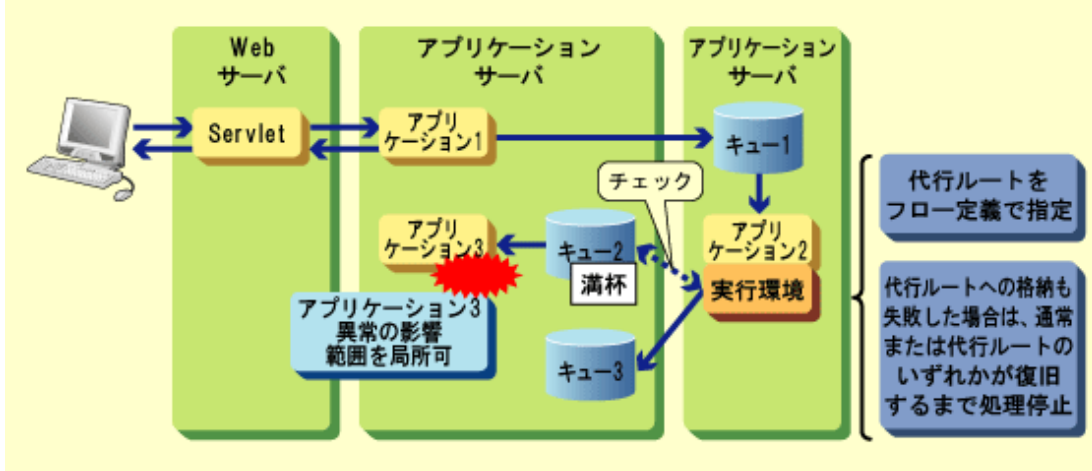 Web
サーバ
アプリケーション
サーバ
アプリケーション
サーバ
Servlet
アプリ
ケーション1
キュー1
チェック
アプリ
ケーション3
キュー2
満杯
アプリ
ケーション2
実行環境
アプリケーション3
異常の影響
範囲を局所可
キュー3
代行ルートを
フロー定義で指定
代行ルートへの格納も
失敗した場合は、通常
または代行ルートの
いずれかが復旧
するまで処理停止